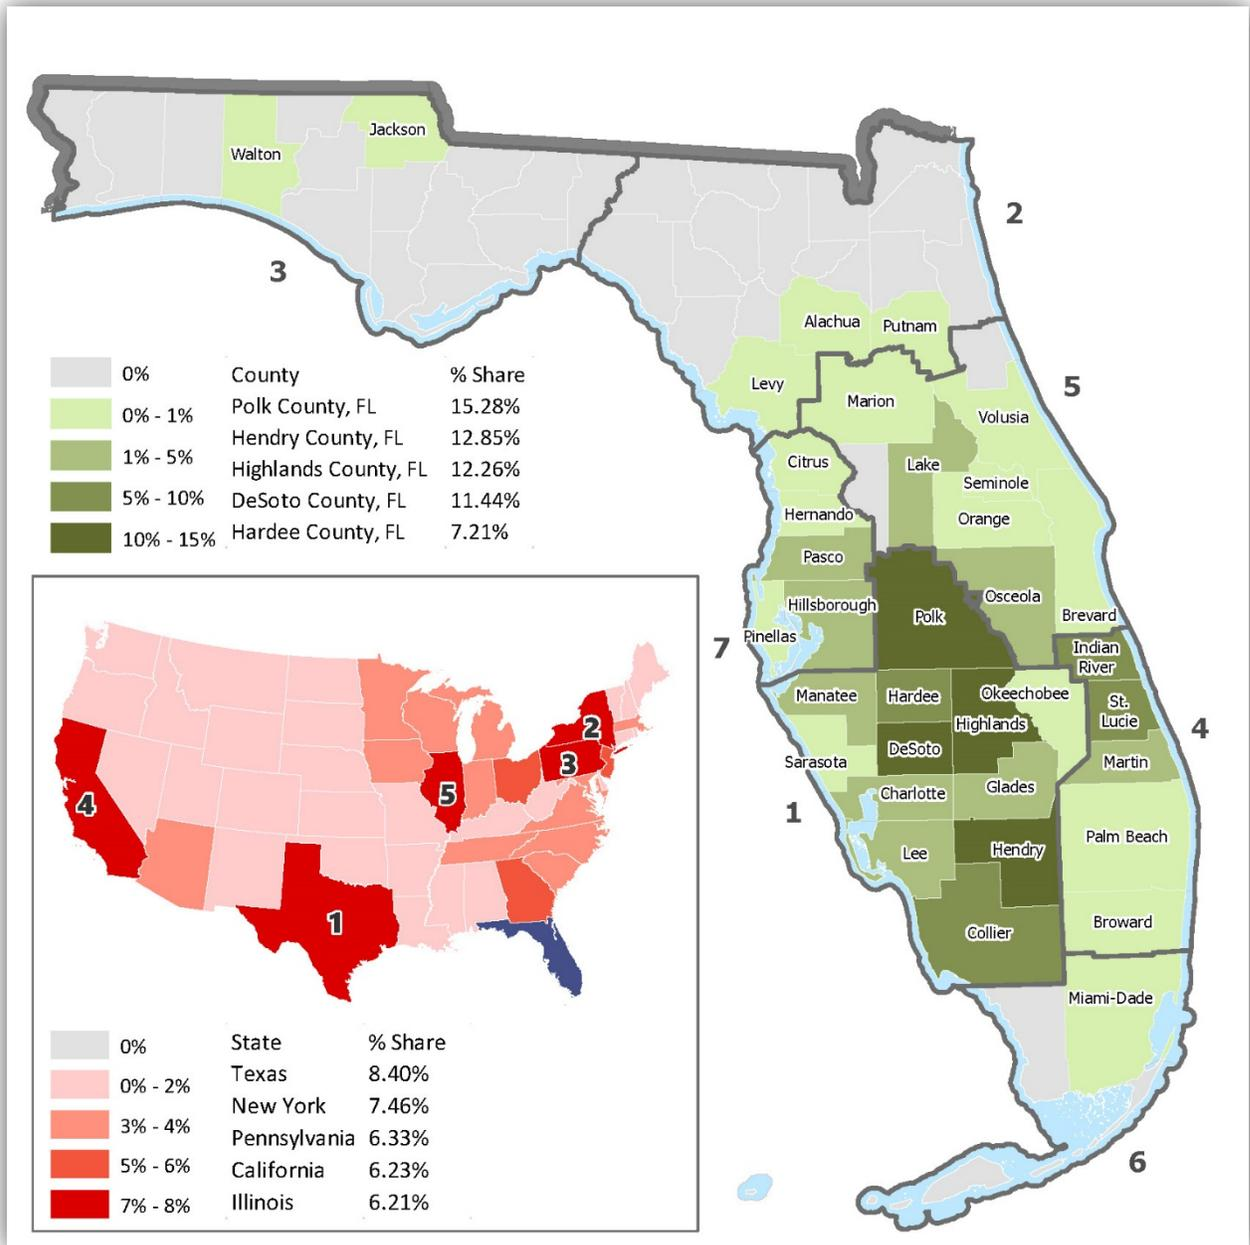 Jackson
Walton
2
3
Alachua
Putnam
Levy
Marion
5
Volusia
Citrus
Lake
Seminole
Hernando
Orange
Pasco
Hillsborough
Osceola
Polk
Brevard
Pinellas
7
Indian
River
Manatee
Hardee
Okeechobee
Highlands
St.
Lucie
4
DeSoto
Sarasota
Martin
Charlotte
Glades
1
Lee
Hendry
Palm Beach
Collier
Broward
Miami-Dade
6
0%
0% - 1%
1% - 5%
5% - 10%
10% - 15%
County % Share
Polk County, FL 15.28%
Hendry County, FL 12.85%
Highlands County, FL 12.26%
DeSoto County, FL 11.44%
Hardee County, FL 7.21%
2
3
5
4
1
0%
0% - 2%
3% - 4%
5% - 6%
7% - 8%
State % Share
Texas 8.40%
New York 7.46%
Pennsylvania 6.33%
California 6.23%
Illinois 6.21%